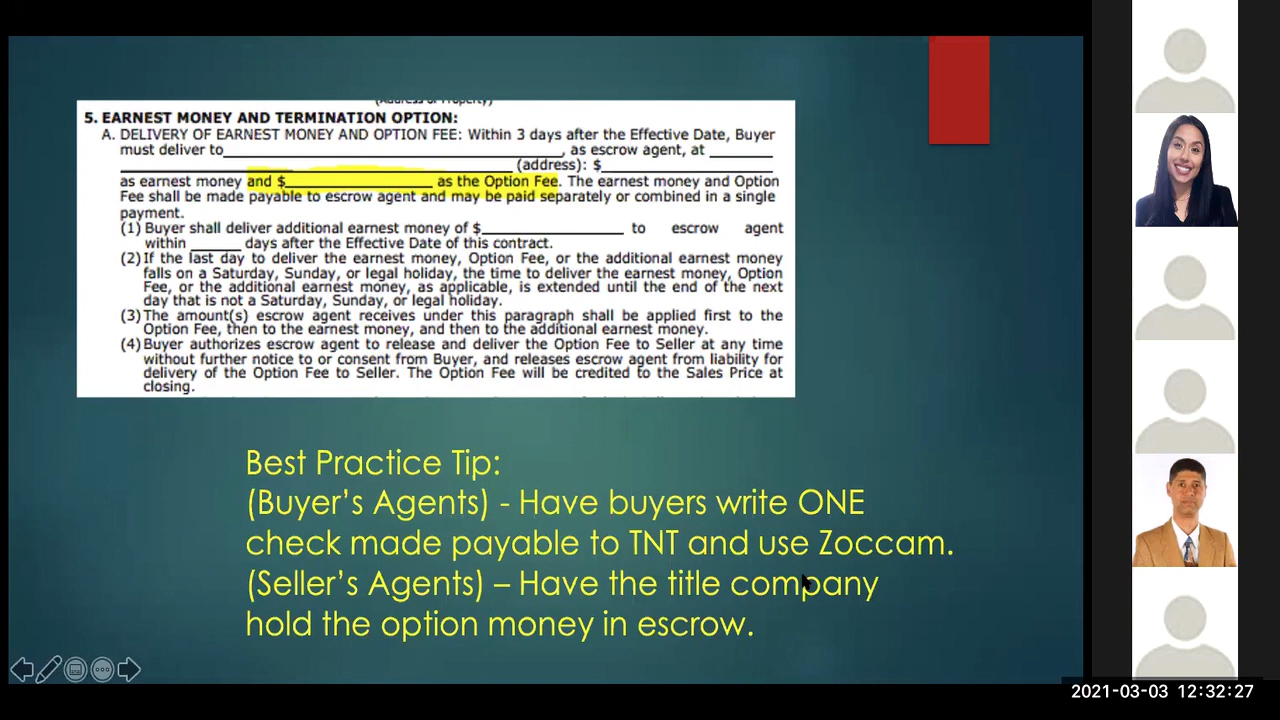 (Address of Property)
5. EARNEST MONEY AND TERMINATION OPTION:
A. DELIVERY OF EARNEST MONEY AND OPTION FEE: Within 3 days after the Effective Date, Buyer
must deliver to____________________, as escrow agent, at ______
____________________ (address): $____________________
as earnest money and $____________________ as the Option Fee. The earnest money and Option
Fee shall be made payable to escrow agent and may be paid separately or combined in a single
payment.
(1) Buyer shall deliver additional earnest money of $____________________ to escrow agent
within ______ days after the Effective Date of this contract.
(2) If the last day to deliver the earnest money, Option Fee, or the additional earnest money
falls on a Saturday, Sunday, or legal holiday, the time to deliver the earnest money, Option
Fee, or the additional earnest money, as applicable, is extended until the end of the next
day that is not a Saturday, Sunday, or legal holiday.
(3) The amount(s) escrow agent receives under this paragraph shall be applied first to the
Option Fee, then to the earnest money, and then to the additional earnest money.
(4) Buyer authorizes escrow agent to release and deliver the Option Fee to Seller at any time
without further notice to or consent from Buyer, and releases escrow agent from liability for
delivery of the Option Fee to Seller. The Option Fee will be credited to the Sales Price at
closing.
Best Practice Tip:
(Buyer's Agents) - Have buyers write ONE
check made payable to TNT and use Zoccam.
(Seller's Agents) – Have the title company
hold the option money in escrow.
2021-03-03 12:32:27